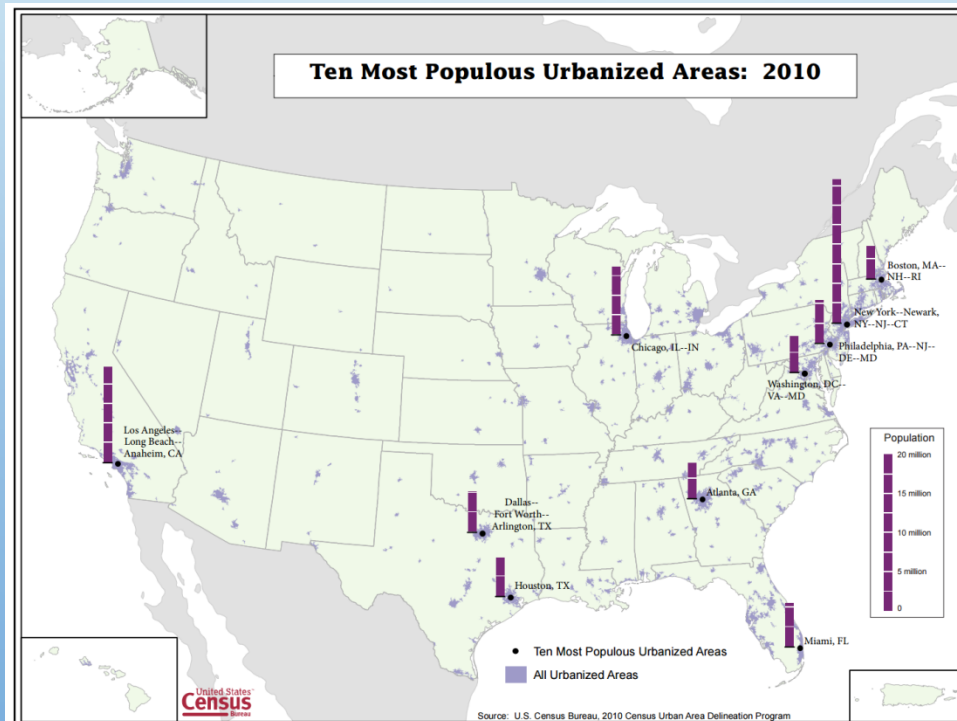 Ten Most Populous Urbanized Areas: 2010
Boston, MA--
NH--RI
New York--Newark,
NY--NJ--CT
Chicago, IL--IN
Philadelphia, PA--NJ--
DE--MD
Washington, DC--
VA--MD
Los Angeles--
Long Beach--
Anaheim, CA
Population
20 million
15 million
10 million
5 million
0
Atlanta, GA
Dallas--
Fort Worth--
Arlington, TX
Houston, TX
Miami, FL
Ten Most Populous Urbanized Areas
All Urbanized Areas
United States
Census
Bureau
Source: U.S. Census Bureau, 2010 Census Urban Area Delineation Program